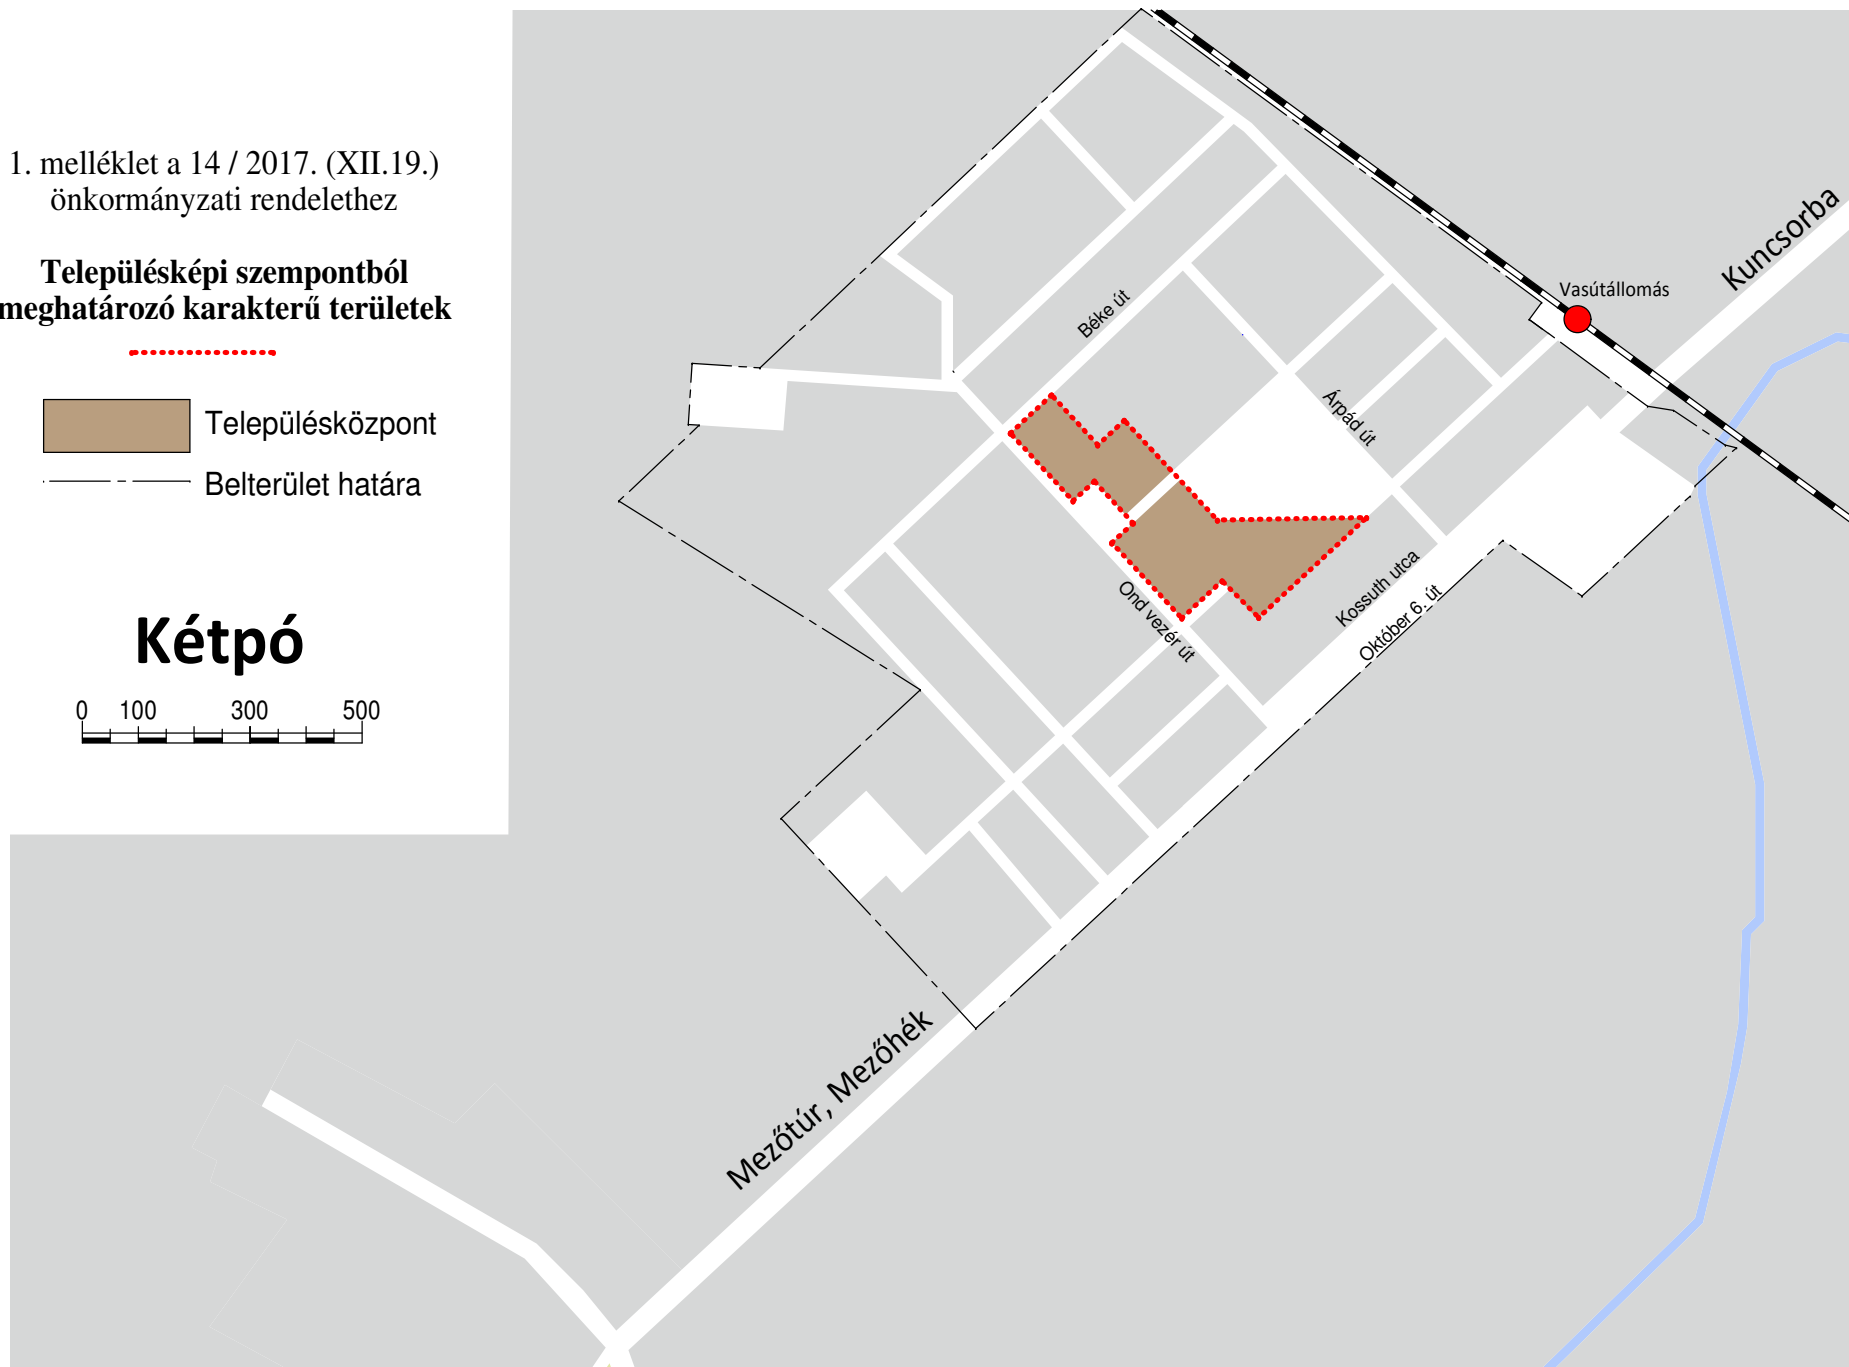 1. melléklet a 14 / 2017. (XII.19.)
önkormányzati rendelethez
Településképi szempontból
meghatározó karakterű területek
Településközpont
Belterület határa
Kétpó
0 100 300 500
Kuncsorba
Vasútállomás
Béke út
Árpád út
Ond vezér út
Kossuth utca
Október 6. út
Mezőtúr, Mezőhék